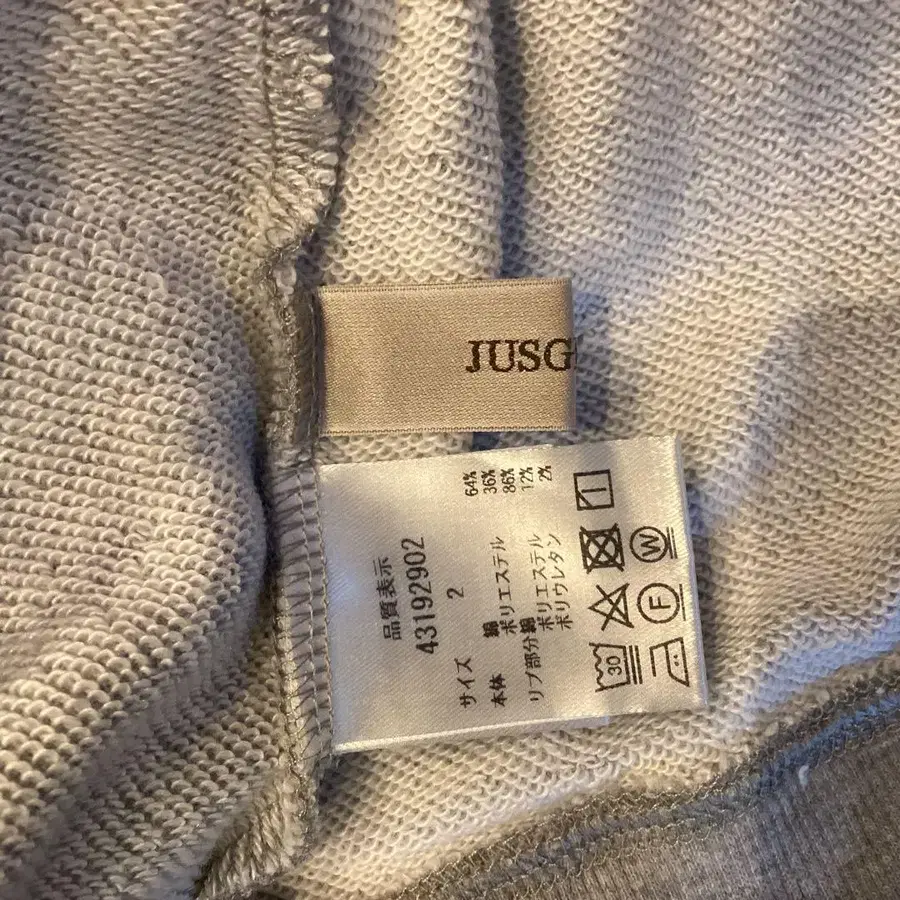 JUSG
品質表示
43192902
サイズ 2
本体 綿 64%
ポリエステル 36%
リブ部分 綿 86%
ポリエステル 12%
ポリウレタン 2%
30
F
W